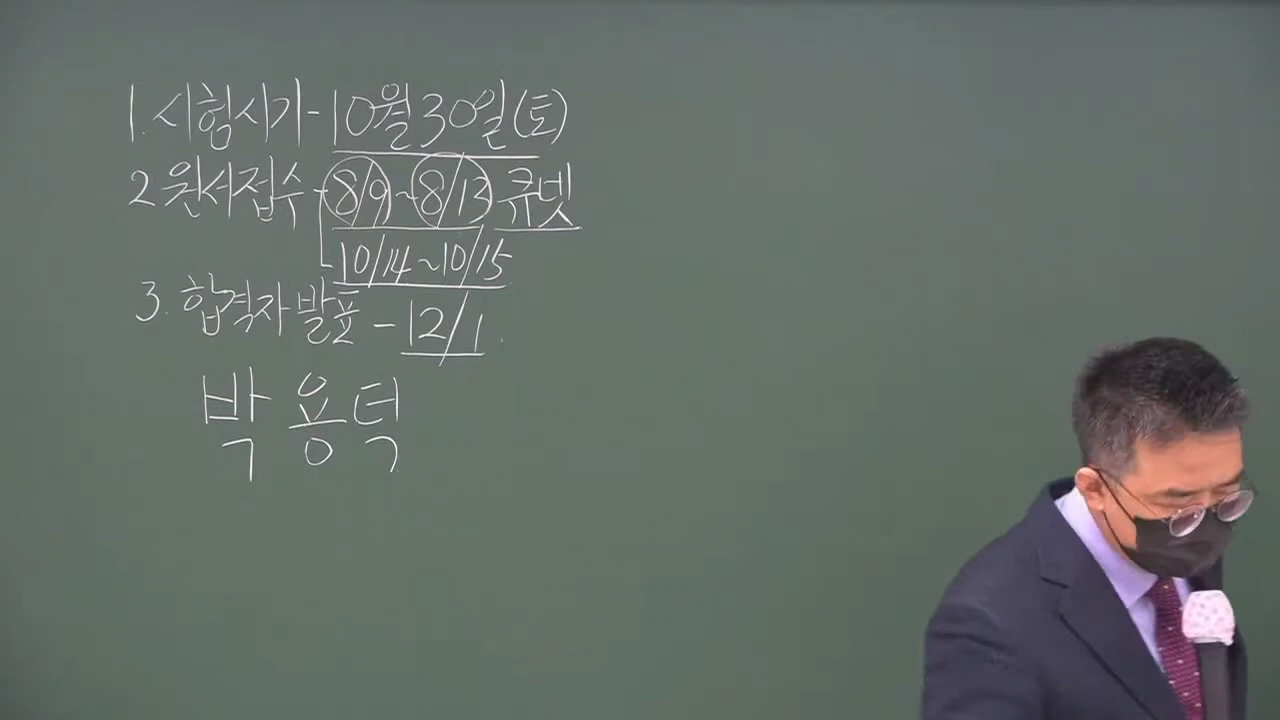 1. 시험시기 - 10월 30일(토)
2 원서접수 - 8/9 ~ 8/13 큐넷
10/14 ~ 10/15
3. 합격자 발표 - 12/1.
박용덕